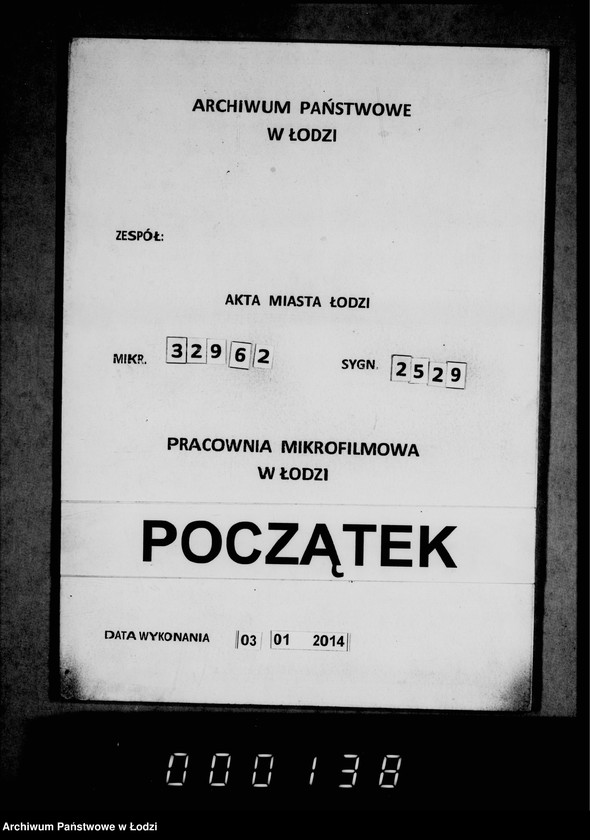 ARCHIWUM PAŃSTWOWE
W ŁODZI
ZESPÓŁ:
AKTA MIASTA ŁODZI
MIKR. 32962 SYGN. 2529
PRACOWNIA MIKROFILMOWA
W ŁODZI
POCZĄTEK
DATA WYKONANIA 03 01 2014
000138
Archiwum Państwowe w Łodzi